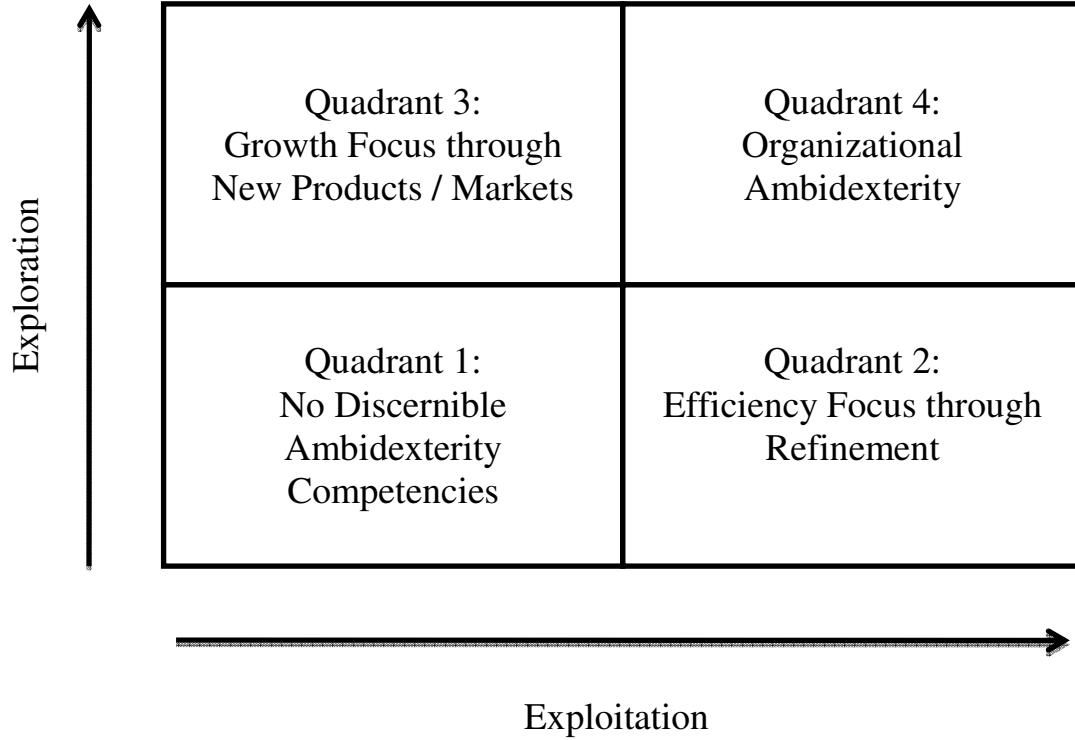 Exploration
Quadrant 3:
Growth Focus through
New Products / Markets
Quadrant 4:
Organizational
Ambidexterity
Quadrant 1:
No Discernible
Ambidexterity
Competencies
Quadrant 2:
Efficiency Focus through
Refinement
Exploitation